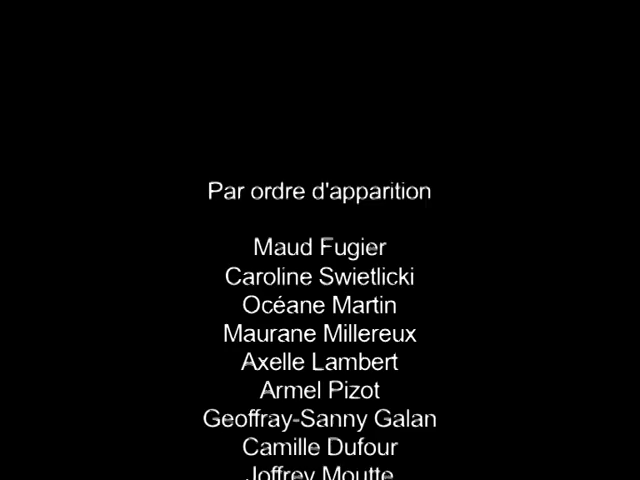 Par ordre d'apparition
Maud Fugier
Caroline Swietlicki
Océane Martin
Maurane Millereux
Axelle Lambert
Armel Pizot
Geoffray-Sanny Galan
Camille Dufour
Joffrey Moutte